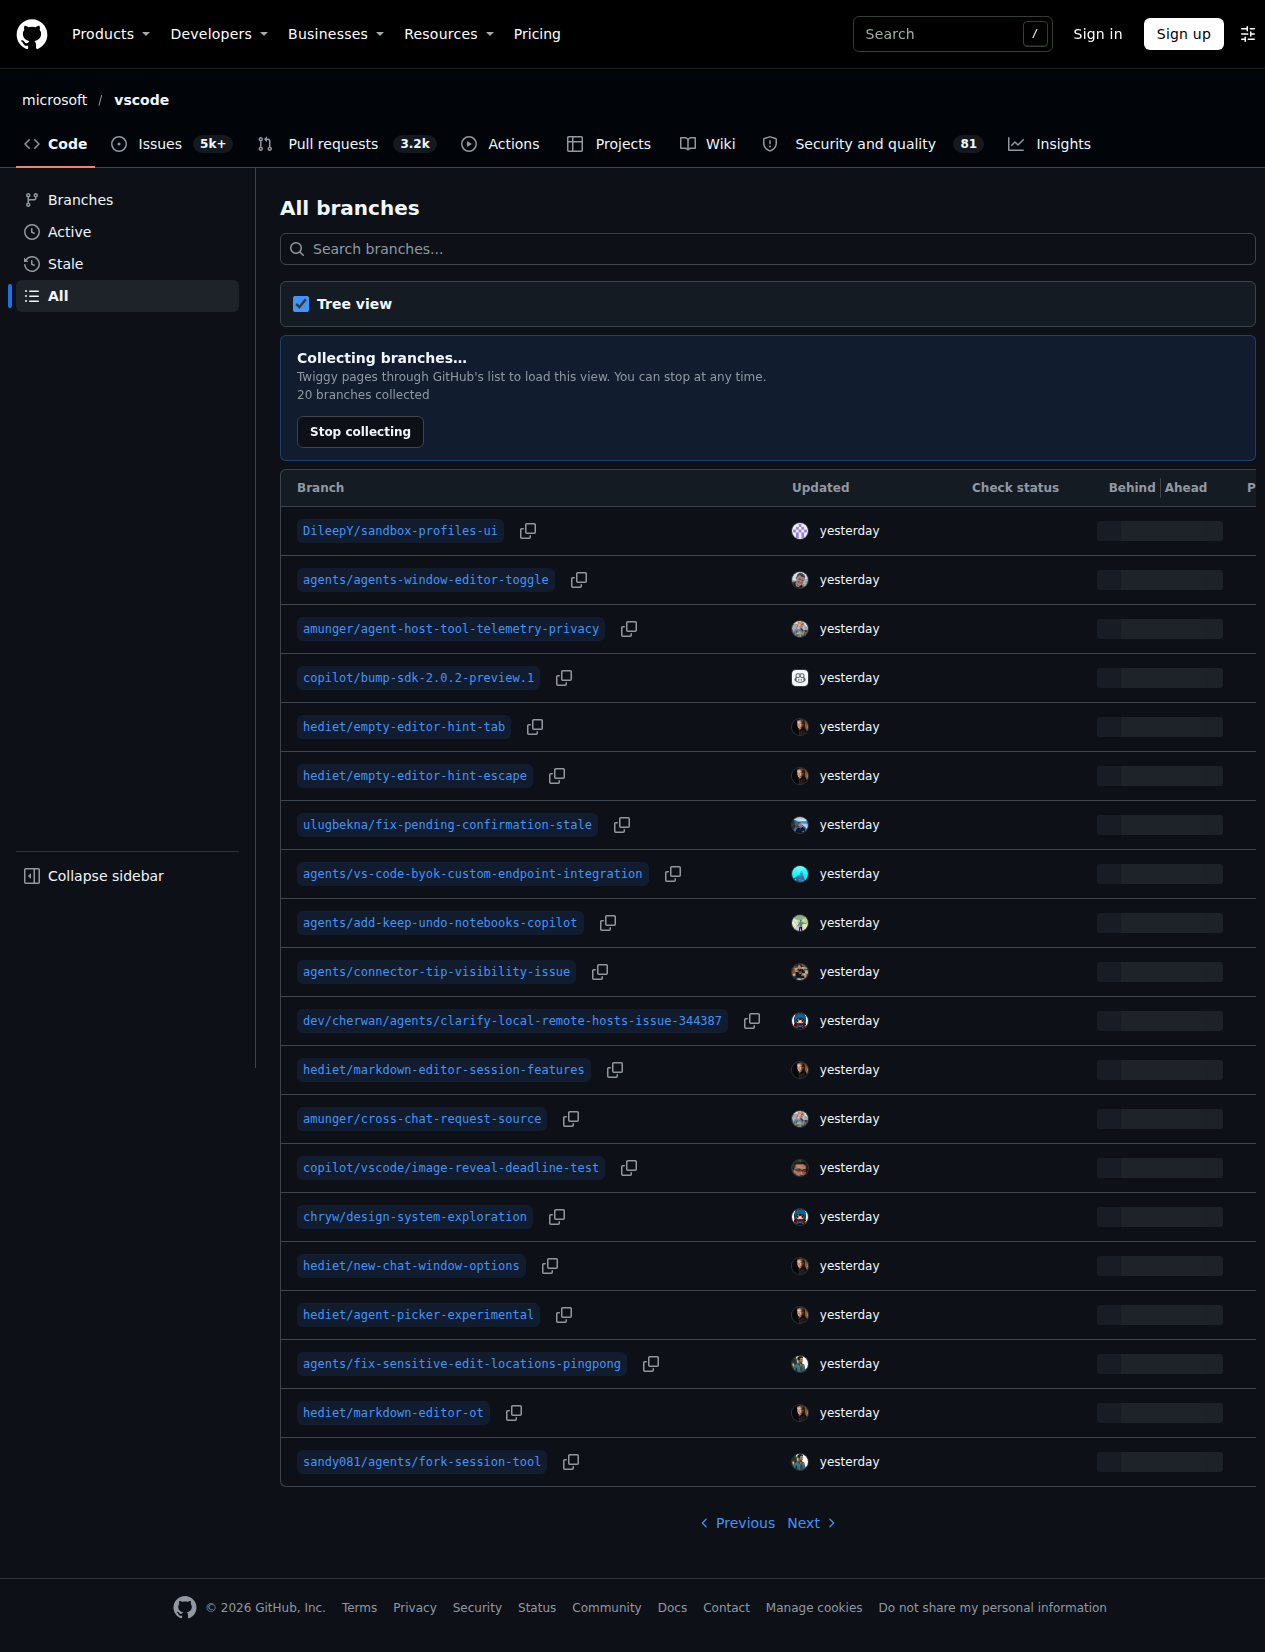 Products Developers Businesses Resources Pricing Search / Sign in Sign up
microsoft / vscode
Code Issues 5k+ Pull requests 3.2k Actions Projects Wiki Security and quality 81 Insights
Branches
Active
Stale
All
Collapse sidebar
All branches
Search branches...
Tree view
Collecting branches…
Twiggy pages through GitHub's list to load this view. You can stop at any time.
20 branches collected
Stop collecting
Branch Updated Check status Behind Ahead P
DileepY/sandbox-profiles-ui yesterday
agents/agents-window-editor-toggle yesterday
amunger/agent-host-tool-telemetry-privacy yesterday
copilot/bump-sdk-2.0.2-preview.1 yesterday
hediet/empty-editor-hint-tab yesterday
hediet/empty-editor-hint-escape yesterday
ulugbekna/fix-pending-confirmation-stale yesterday
agents/vs-code-byok-custom-endpoint-integration yesterday
agents/add-keep-undo-notebooks-copilot yesterday
agents/connector-tip-visibility-issue yesterday
dev/cherwan/agents/clarify-local-remote-hosts-issue-344387 yesterday
hediet/markdown-editor-session-features yesterday
amunger/cross-chat-request-source yesterday
copilot/vscode/image-reveal-deadline-test yesterday
chryw/design-system-exploration yesterday
hediet/new-chat-window-options yesterday
hediet/agent-picker-experimental yesterday
agents/fix-sensitive-edit-locations-pingpong yesterday
hediet/markdown-editor-ot yesterday
sandy081/agents/fork-session-tool yesterday
Previous Next
© 2026 GitHub, Inc. Terms Privacy Security Status Community Docs Contact Manage cookies Do not share my personal information